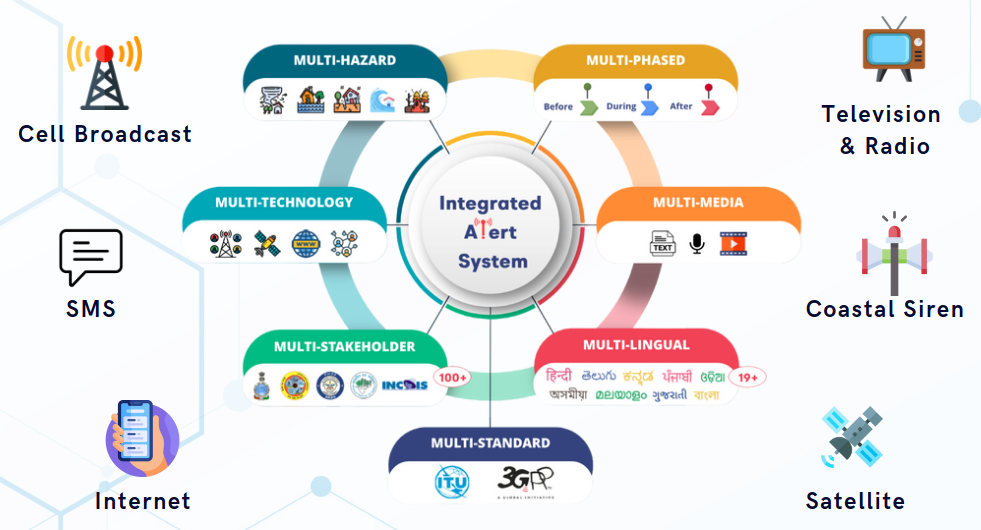 MULTI-HAZARD
MULTI-PHASED
Before During After
Cell Broadcast
Television
& Radio
MULTI-TECHNOLOGY
WWW
Integrated
Alert
System
MULTI-MEDIA
TEXT
SMS
Coastal Siren
MULTI-STAKEHOLDER
INCOIS
100+
MULTI-LINGUAL
हिन्दी తెలుగు ಕನ್ನಡ ਪੰਜਾਬੀ ଓଡ଼ିଆ
অসমীয়া മലയാളം ગુજરાતી বাংলা
19+
MULTI-STANDARD
ITU
3GPP
A GLOBAL INITIATIVE
Internet
Satellite